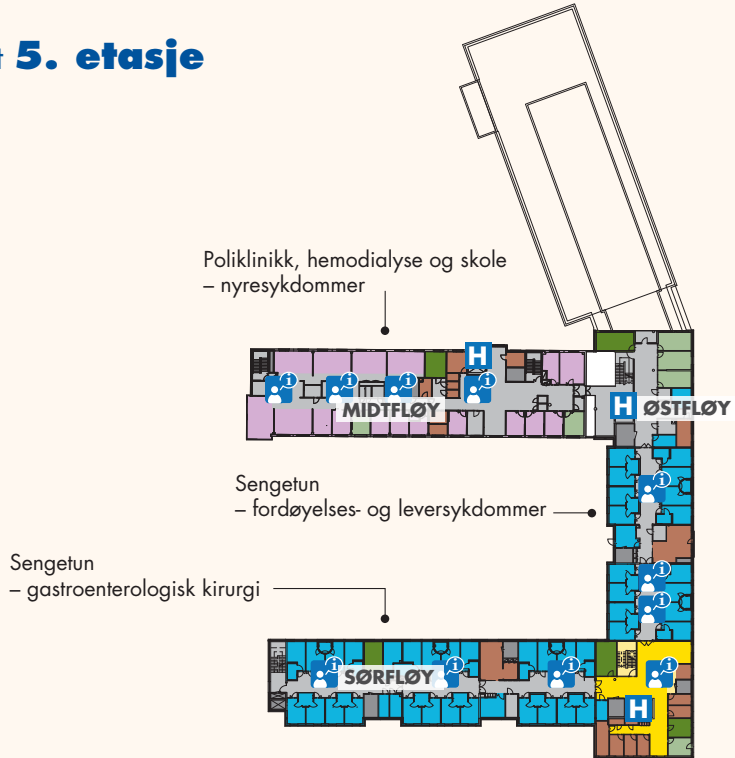 5. etasje
Poliklinikk, hemodialyse og skole
– nyresykdommer
H
MIDTFLØY
H ØSTFLØY
Sengetun
– fordøyelses- og leversykdommer
Sengetun
– gastroenterologisk kirurgi
SØRFLØY
H
i
i
i
i
i
i
i
i
i
i
i